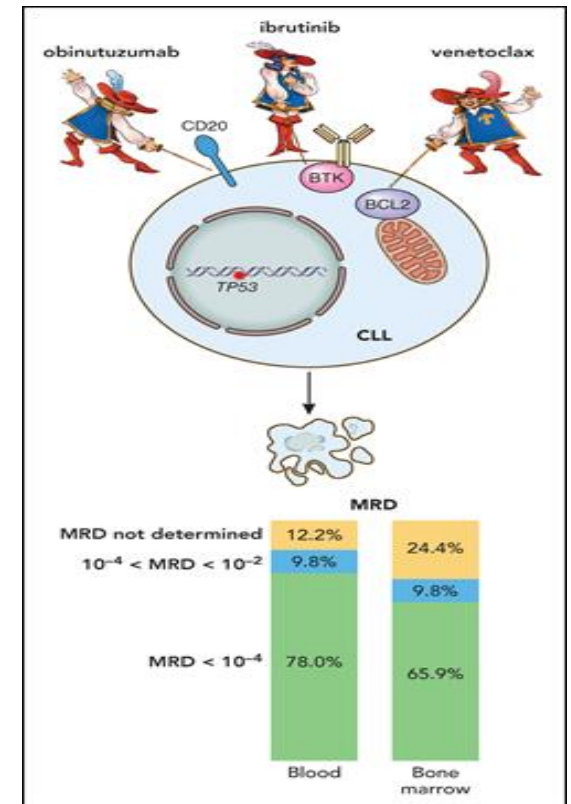 ibrutinib
obinutuzumab
venetoclax
CD20
BTK
BCL2
TP53
CLL
MRD
MRD not determined
12.2%
24.4%
10⁻⁴ < MRD < 10⁻²
9.8%
9.8%
MRD < 10⁻⁴
78.0%
65.9%
Blood
Bone
marrow